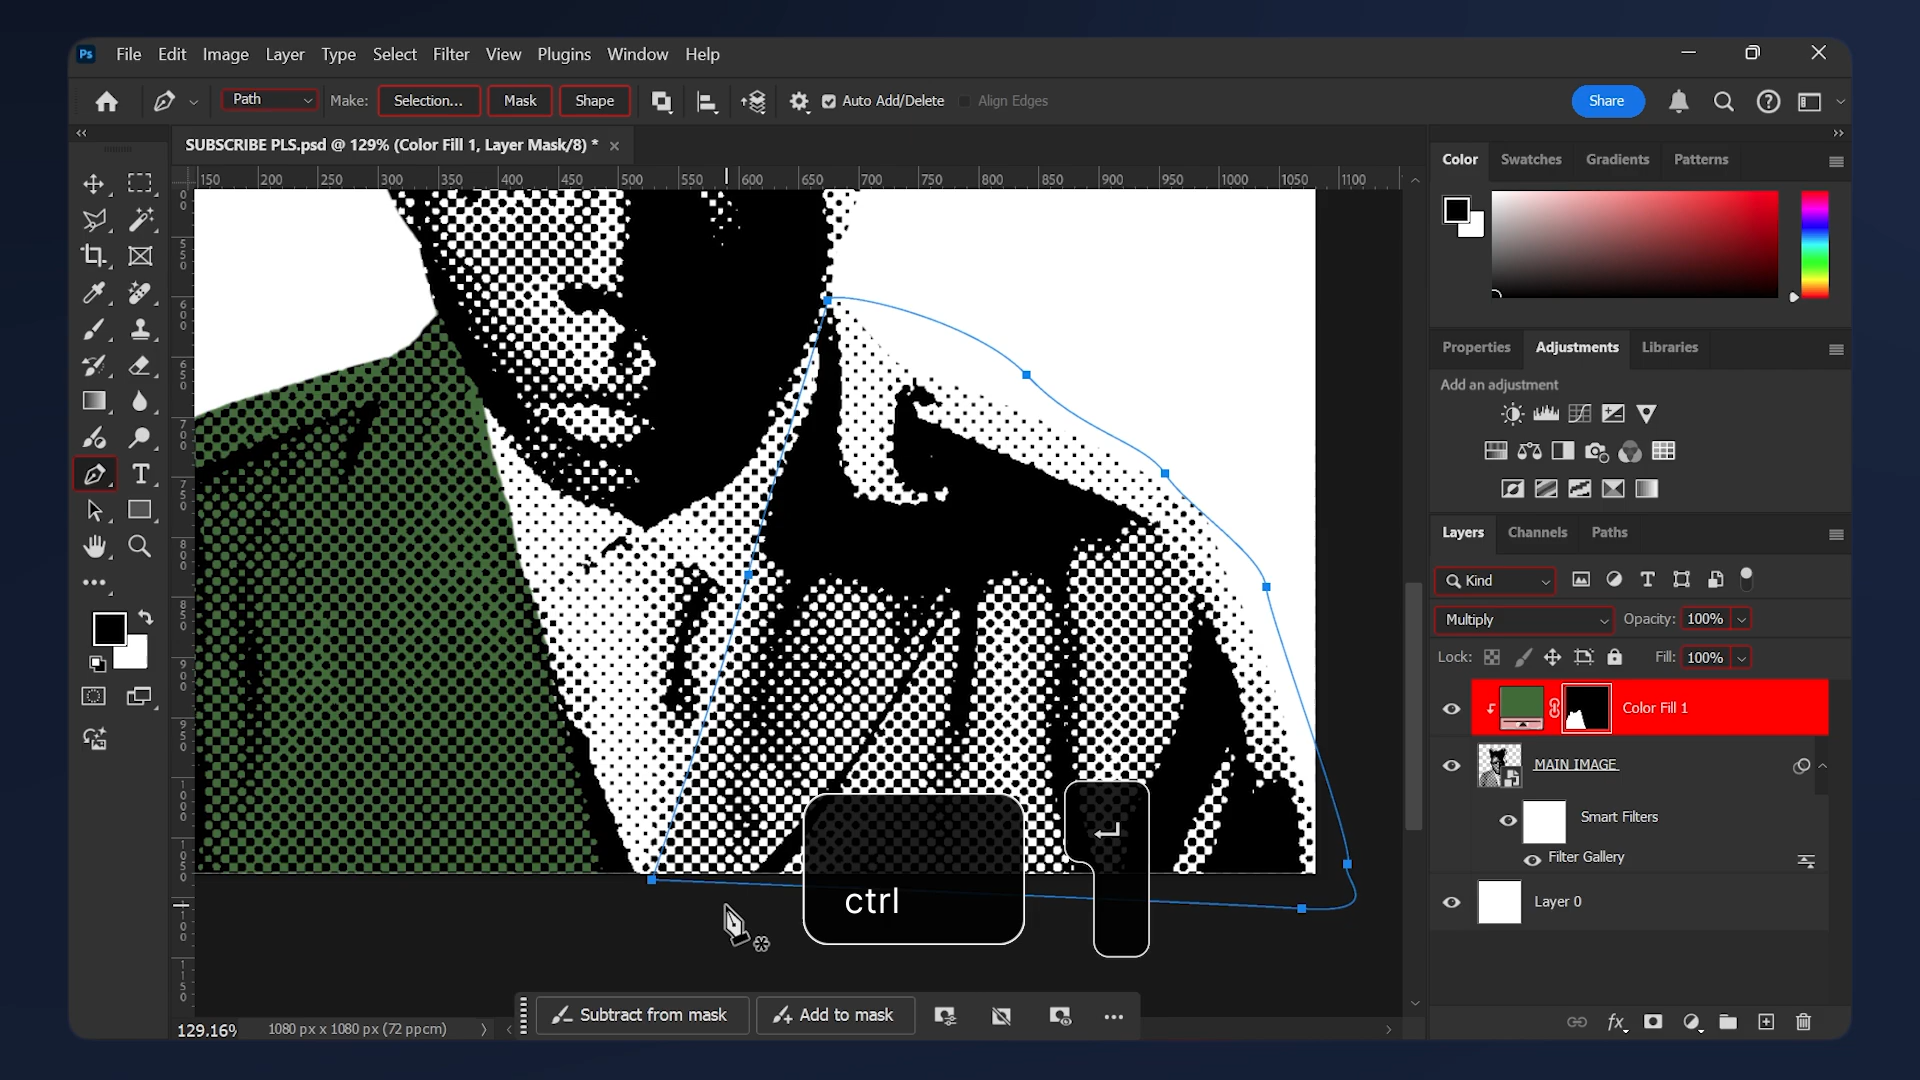 Ps File Edit Image Layer Type Select Filter View Plugins Window Help
Path Make: Selection... Mask Shape Auto Add/Delete Align Edges Share
SUBSCRIBE PLS.psd @ 129% (Color Fill 1, Layer Mask/8) *
150 200 250 300 350 400 450 500 550 600 650 700 750 800 850 900 950 1000 1050 1100
Color Swatches Gradients Patterns
Properties Adjustments Libraries
Add an adjustment
Layers Channels Paths
Kind
Multiply Opacity: 100%
Lock: Fill: 100%
Color Fill 1
MAIN IMAGE
Smart Filters
Filter Gallery
Layer 0
ctrl
Subtract from mask Add to mask
129.16% 1080 px x 1080 px (72 ppcm)
fx